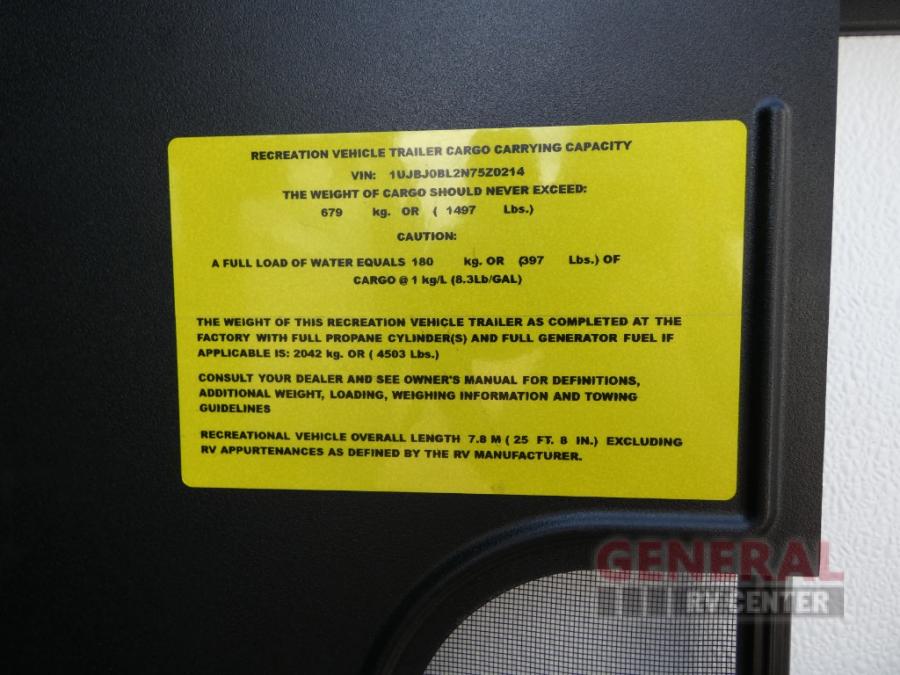 RECREATION VEHICLE TRAILER CARGO CARRYING CAPACITY
VIN: 1UJBJ0BL2N75Z0214
THE WEIGHT OF CARGO SHOULD NEVER EXCEED:
679 kg. OR ( 1497 Lbs.)
CAUTION:
A FULL LOAD OF WATER EQUALS 180 kg. OR (397 Lbs.) OF
CARGO @ 1 kg/L (8.3Lb/GAL)
THE WEIGHT OF THIS RECREATION VEHICLE TRAILER AS COMPLETED AT THE
FACTORY WITH FULL PROPANE CYLINDER(S) AND FULL GENERATOR FUEL IF
APPLICABLE IS: 2042 kg. OR ( 4503 Lbs.)
CONSULT YOUR DEALER AND SEE OWNER'S MANUAL FOR DEFINITIONS,
ADDITIONAL WEIGHT, LOADING, WEIGHING INFORMATION AND TOWING
GUIDELINES
RECREATIONAL VEHICLE OVERALL LENGTH 7.8 M ( 25 FT. 8 IN.) EXCLUDING
RV APPURTENANCES AS DEFINED BY THE RV MANUFACTURER.
GENERAL
RV CENTER